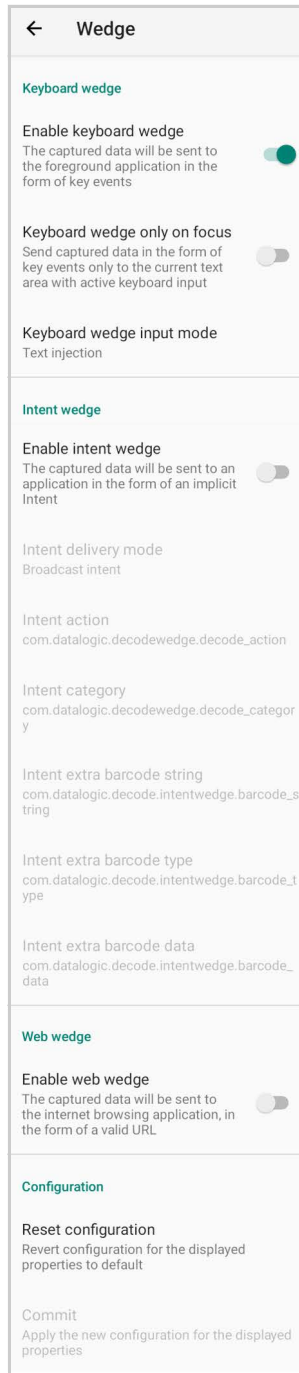 Wedge
Keyboard wedge
Enable keyboard wedge
The captured data will be sent to
the foreground application in the
form of key events
Keyboard wedge only on focus
Send captured data in the form of
key events only to the current text
area with active keyboard input
Keyboard wedge input mode
Text injection
Intent wedge
Enable intent wedge
The captured data will be sent to an
application in the form of an implicit
Intent
Intent delivery mode
Broadcast intent
Intent action
com.datalogic.decodewedge.decode_action
Intent category
com.datalogic.decodewedge.decode_categor
y
Intent extra barcode string
com.datalogic.decode.intentwedge.barcode_s
tring
Intent extra barcode type
com.datalogic.decode.intentwedge.barcode_t
ype
Intent extra barcode data
com.datalogic.decode.intentwedge.barcode_
data
Web wedge
Enable web wedge
The captured data will be sent to
the internet browsing application, in
the form of a valid URL
Configuration
Reset configuration
Revert configuration for the displayed
properties to default
Commit
Apply the new configuration for the displayed
properties